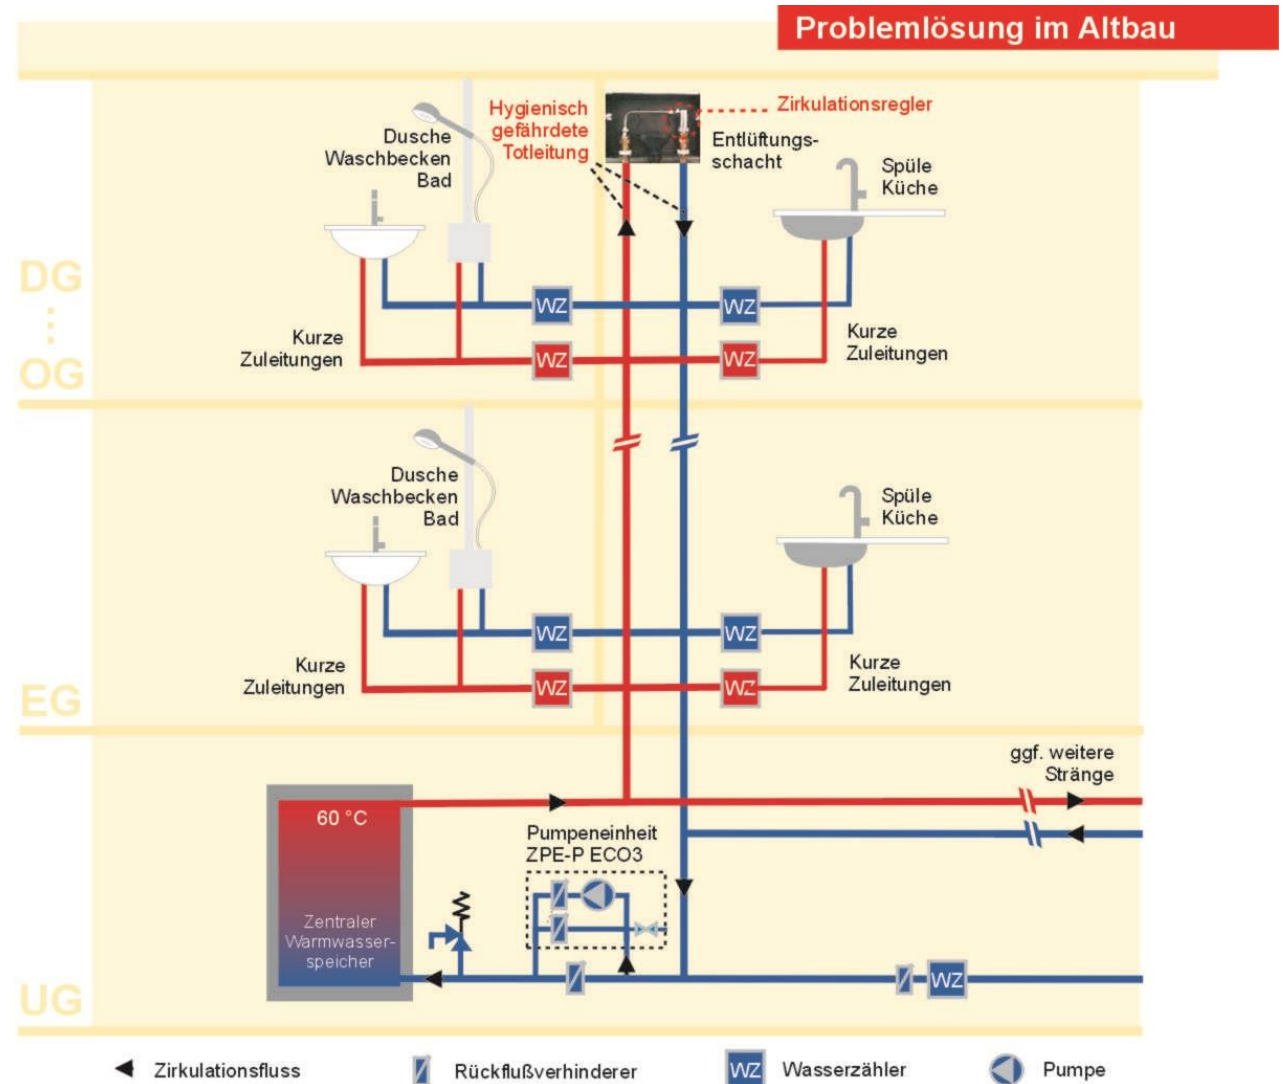 Problemlösung im Altbau
Hygienisch
gefährdete
Totleitung
Zirkulationsregler
Entlüftungs-
schacht
Dusche
Waschbecken
Bad
Spüle
Küche
DG
OG
WZ
WZ
Kurze
Zuleitungen
WZ
WZ
Kurze
Zuleitungen
Dusche
Waschbecken
Bad
Spüle
Küche
WZ
WZ
Kurze
Zuleitungen
WZ
WZ
Kurze
Zuleitungen
EG
ggf. weitere
Stränge
60 °C
Pumpeneinheit
ZPE-P ECO3
Zentraler
Warmwasser-
speicher
WZ
UG
Zirkulationsfluss
Rückflußverhinderer
WZ Wasserzähler
Pumpe